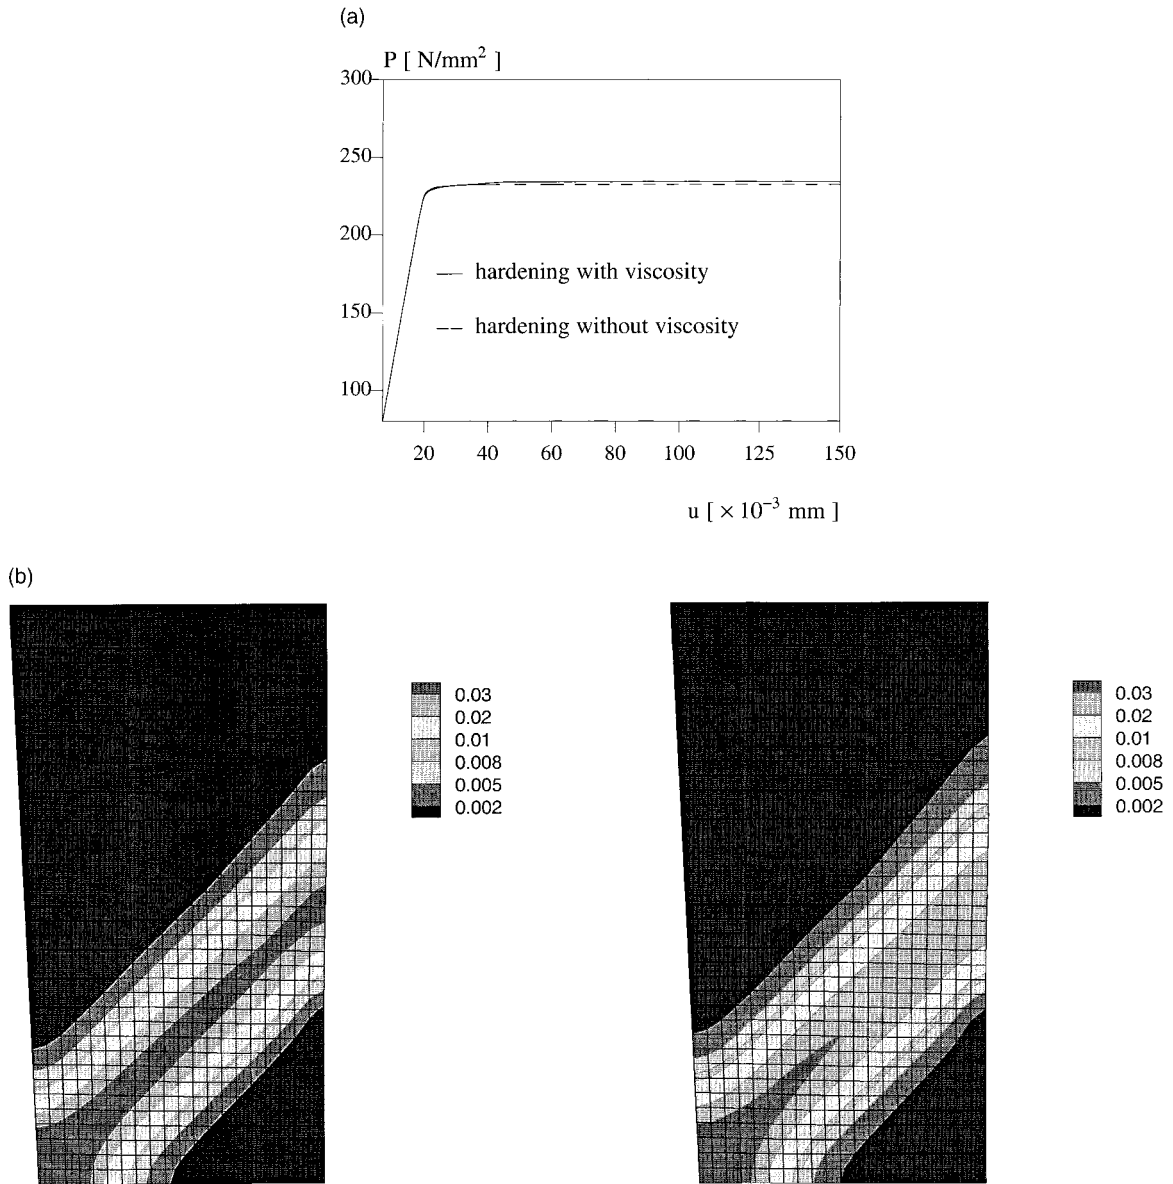 (a)
P [ N/mm² ]
300
250
200
150
100
hardening with viscosity
hardening without viscosity
20 40 60 80 100 125 150
u [ × 10⁻³ mm ]
(b)
0.03
0.02
0.01
0.008
0.005
0.002
0.03
0.02
0.01
0.008
0.005
0.002